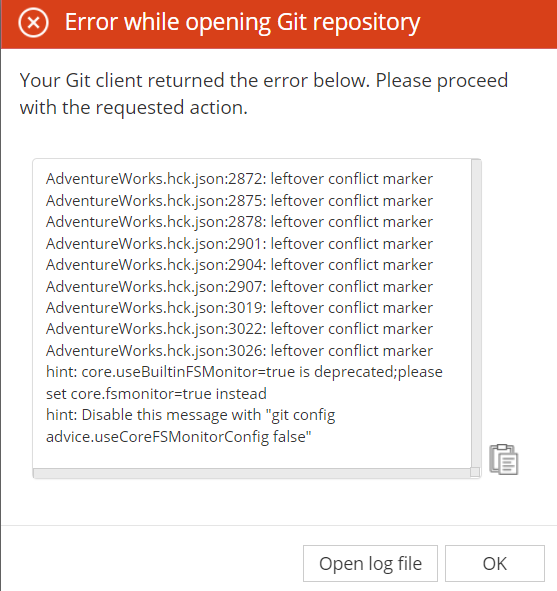 Error while opening Git repository
Your Git client returned the error below. Please proceed
with the requested action.
AdventureWorks.hck.json:2872: leftover conflict marker
AdventureWorks.hck.json:2875: leftover conflict marker
AdventureWorks.hck.json:2878: leftover conflict marker
AdventureWorks.hck.json:2901: leftover conflict marker
AdventureWorks.hck.json:2904: leftover conflict marker
AdventureWorks.hck.json:2907: leftover conflict marker
AdventureWorks.hck.json:3019: leftover conflict marker
AdventureWorks.hck.json:3022: leftover conflict marker
AdventureWorks.hck.json:3026: leftover conflict marker
hint: core.useBuiltinFSMonitor=true is deprecated;please
set core.fsmonitor=true instead
hint: Disable this message with "git config
advice.useCoreFSMonitorConfig false"
Open log file
OK